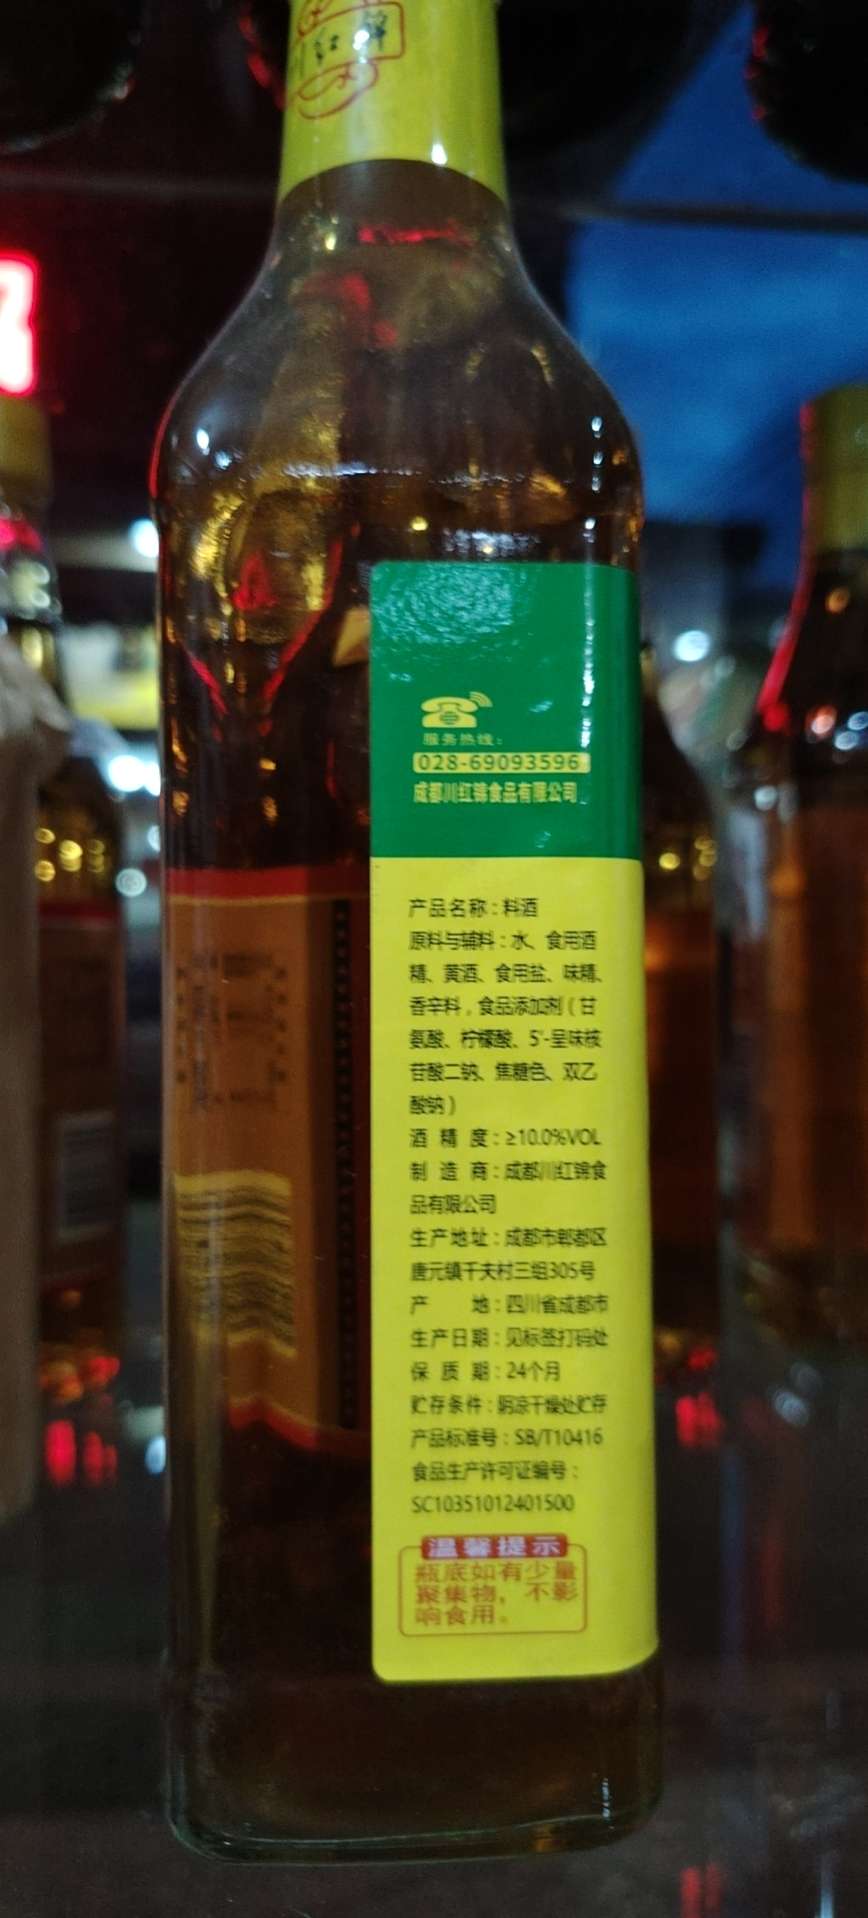 川红锦
服务热线：
028-69093596
成都川红锦食品有限公司
产品名称：料酒
原料与辅料：水、食用酒
精、黄酒、食用盐、味精、
香辛料，食品添加剂（甘
氨酸、柠檬酸、5'-呈味核
苷酸二钠、焦糖色、双乙
酸钠）
酒精度：≥10.0%VOL
制造商：成都川红锦食
品有限公司
生产地址：成都市郫都区
唐元镇千夫村三组305号
产地：四川省成都市
生产日期：见标签打码处
保质期：24个月
贮存条件：阴凉干燥处贮存
产品标准号：SB/T10416
食品生产许可证编号：
SC10351012401500
温馨提示
瓶底如有少量
聚集物，不影
响食用。